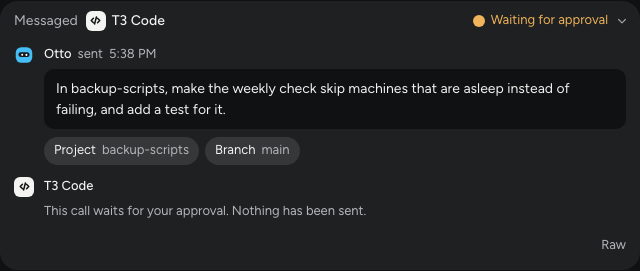 Messaged </> T3 Code Waiting for approval
Otto sent 5:38 PM
In backup-scripts, make the weekly check skip machines that are asleep instead of
failing, and add a test for it.
Project backup-scripts Branch main
</> T3 Code
This call waits for your approval. Nothing has been sent.
Raw